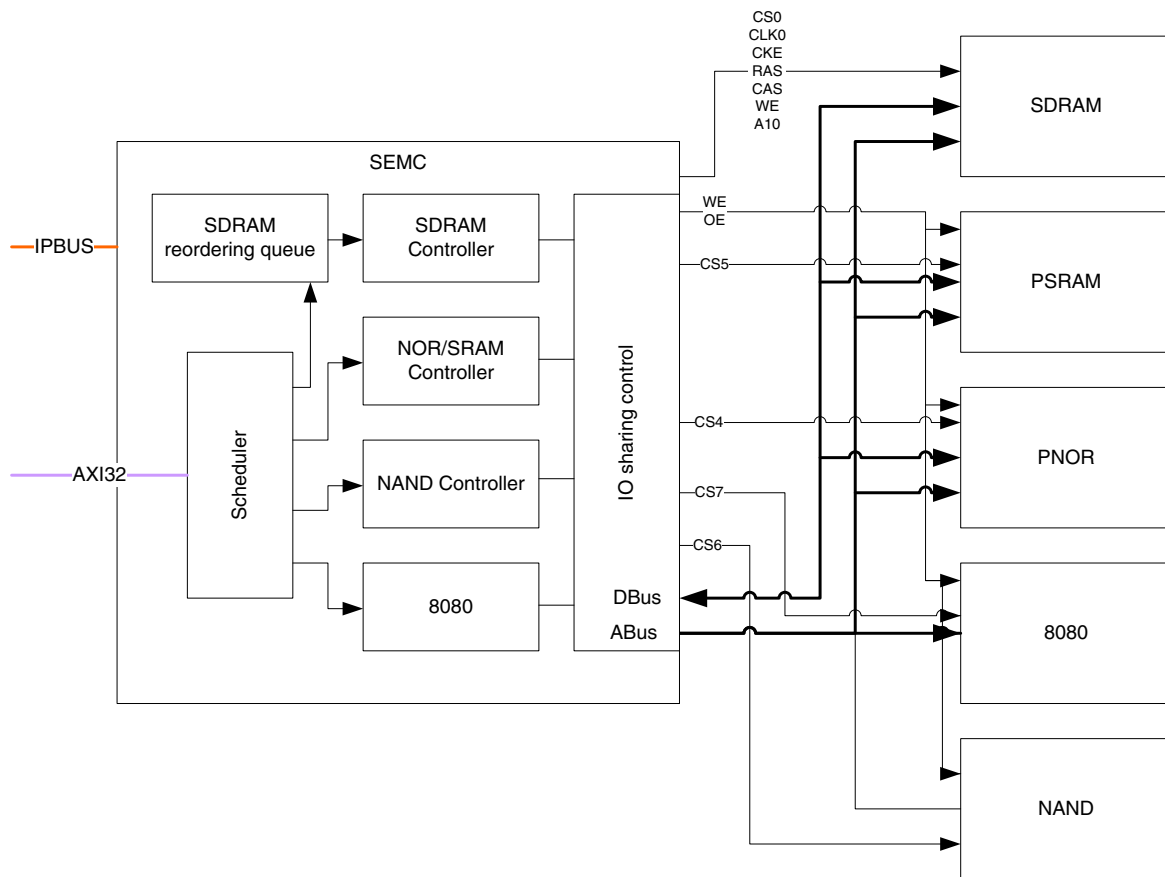 CS0
CLK0
CKE
RAS
CAS
WE
A10
SDRAM
SEMC
SDRAM
reordering queue
SDRAM
Controller
WE
OE
IPBUS
CS5
PSRAM
NOR/SRAM
Controller
CS4
PNOR
AXI32
Scheduler
NAND Controller
IO sharing control
CS7
CS6
DBus
8080
ABus
8080
NAND